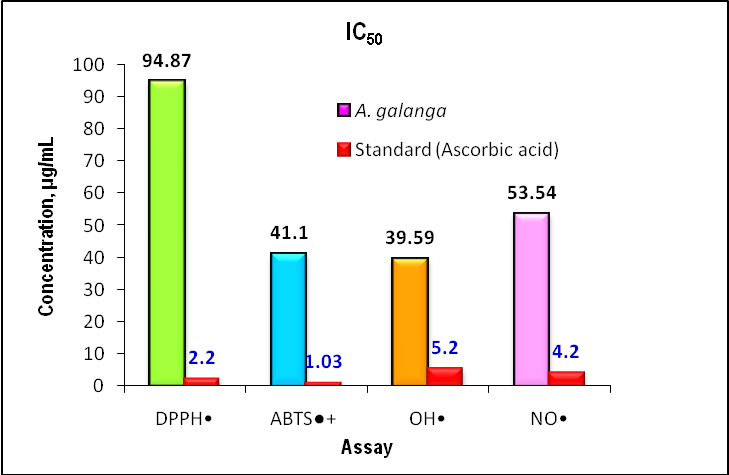 IC50
94.87
100
90
80
70
60
50
40
30
20
10
0
Concentration, µg/mL
A. galanga
Standard (Ascorbic acid)
53.54
41.1
39.59
2.2
1.03
5.2
4.2
DPPH•
ABTS●+
OH•
NO•
Assay